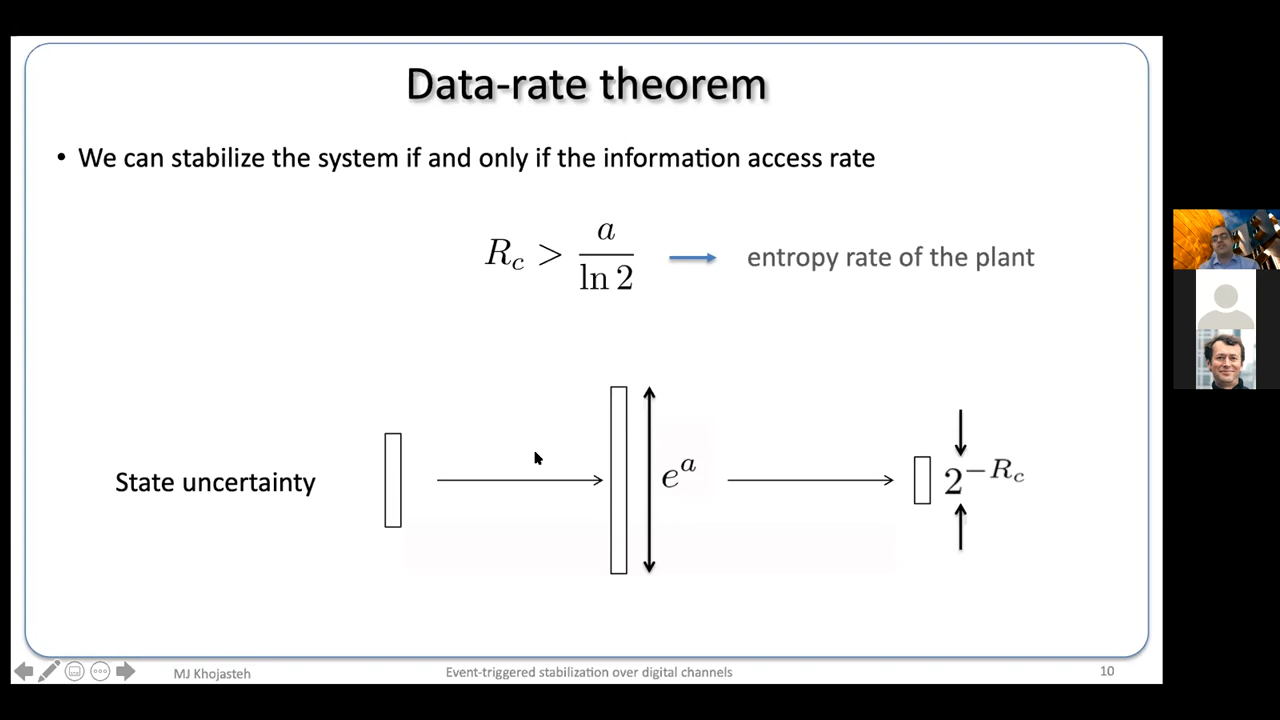 Data-rate theorem
• We can stabilize the system if and only if the information access rate
R_c > a / ln 2 → entropy rate of the plant
State uncertainty
e^a
2^{-R_c}
MJ Khojasteh
Event-triggered stabilization over digital channels
10